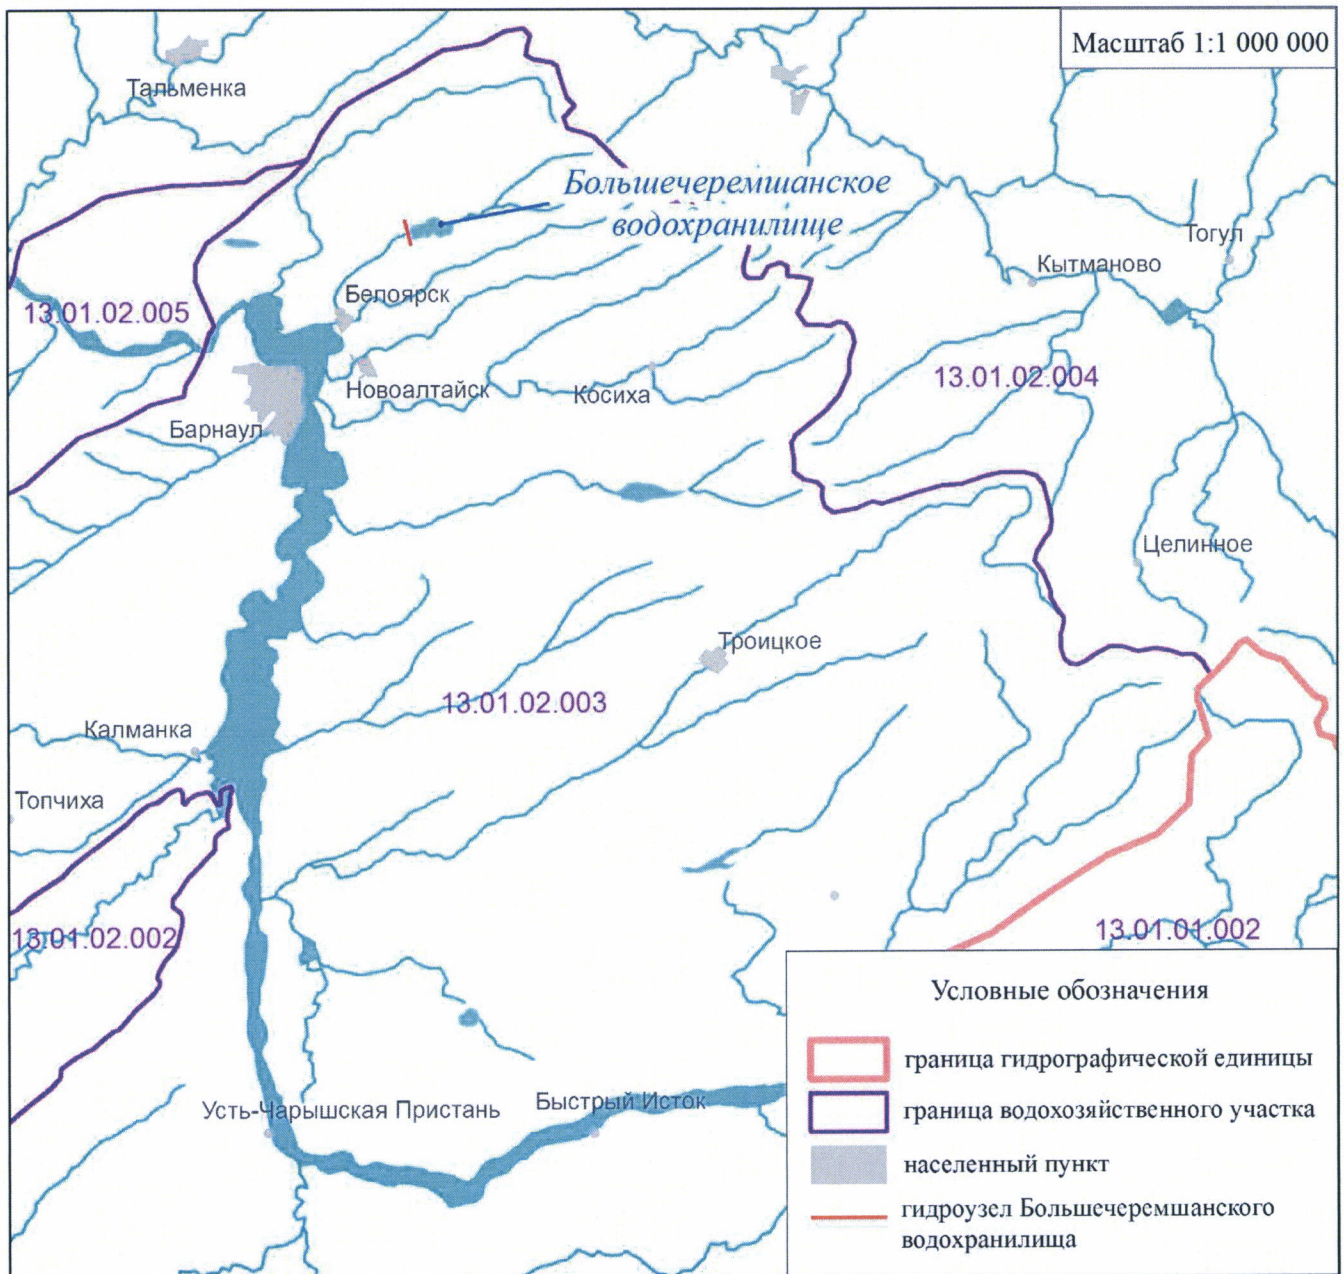 Масштаб 1:1 000 000
Тальменка
Большечеремшанское
водохранилище
Тогул
Кытманово
Белоярск
13.01.02.005
13.01.02.004
Новоалтайск
Косиха
Барнаул
Целинное
Троицкое
13.01.02.003
Калманка
Топчиха
13.01.02.002
13.01.01.002
Усть-Чарышская Пристань
Быстрый Исток
Условные обозначения
граница гидрографической единицы
граница водохозяйственного участка
населенный пункт
гидроузел Большечеремшанского
водохранилища